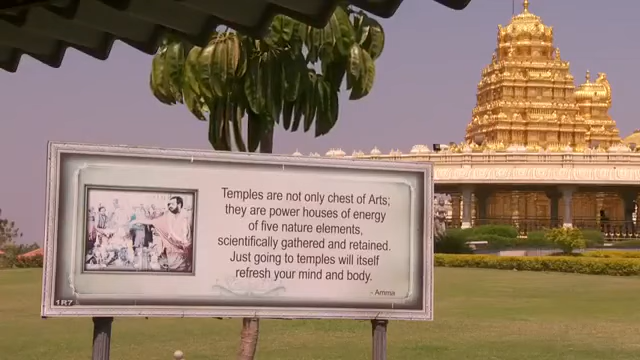 Temples are not only chest of Arts;
they are power houses of energy
of five nature elements,
scientifically gathered and retained.
Just going to temples will itself
refresh your mind and body.
- Amma
1R7